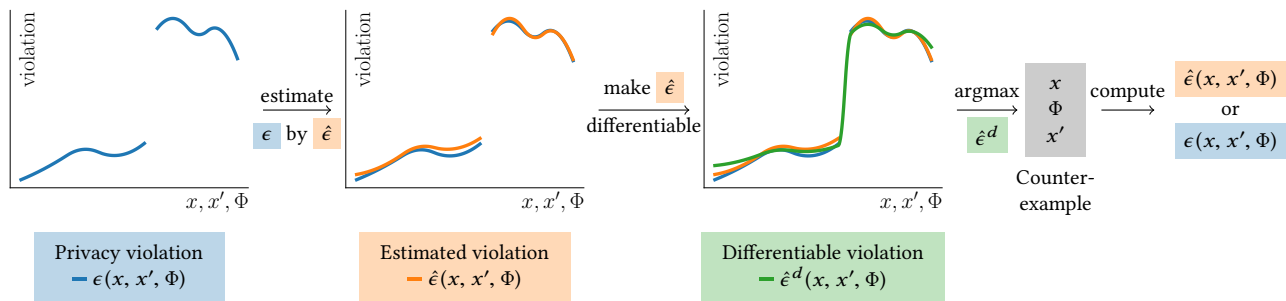 violation
x, x′, Φ
Privacy violation
ϵ(x, x′, Φ)
estimate
ϵ by ϵ̂
violation
x, x′, Φ
Estimated violation
ϵ̂(x, x′, Φ)
make ϵ̂
differentiable
violation
x, x′, Φ
Differentiable violation
ϵ̂ᵈ(x, x′, Φ)
argmax
ϵ̂ᵈ
x
Φ
x′
Counter-
example
compute
ϵ̂(x, x′, Φ)
or
ϵ(x, x′, Φ)